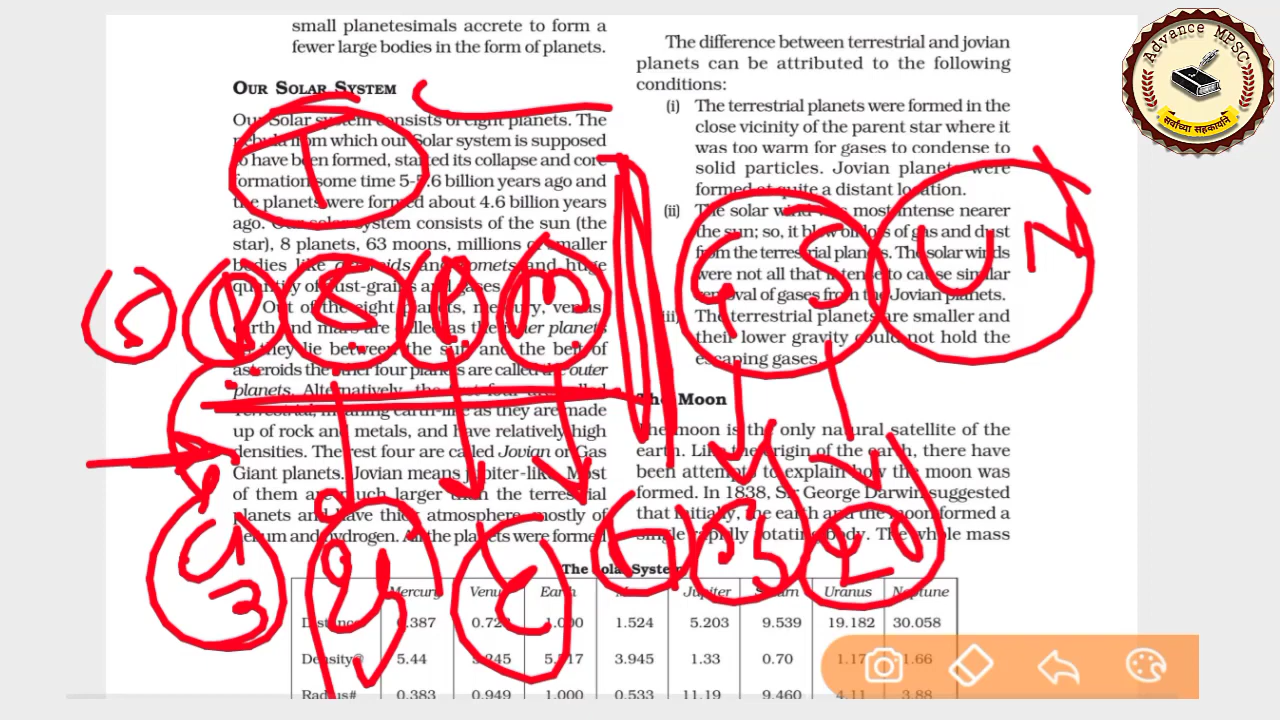 small planetesimals accrete to form a
fewer large bodies in the form of planets.
OUR SOLAR SYSTEM
Our Solar system consists of eight planets. The
nebula from which our Solar system is supposed
to have been formed, started its collapse and core
formation some time 5-5.6 billion years ago and
the planets were formed about 4.6 billion years
ago. Our solar system consists of the sun (the
star), 8 planets, 63 moons, millions of smaller
bodies like asteroids and comets and huge
quantity of dust-grains and gases.
Out of the eight planets, mercury, venus,
earth and mars are called as the inner planets
as they lie between the sun and the belt of
asteroids the other four planets are called the outer
planets. Alternatively, the first four are called
Terrestrial, meaning earth-like as they are made
up of rock and metals, and have relatively high
densities. The rest four are called Jovian or Gas
Giant planets. Jovian means jupiter-like. Most
of them are much larger than the terrestrial
planets and have thick atmosphere, mostly of
helium and hydrogen. All the planets were formed
The difference between terrestrial and jovian
planets can be attributed to the following
conditions:
(i) The terrestrial planets were formed in the
close vicinity of the parent star where it
was too warm for gases to condense to
solid particles. Jovian planets were
formed at quite a distant location.
(ii) The solar wind was most intense nearer
the sun; so, it blew off lots of gas and dust
from the terrestrial planets. The solar winds
were not all that intense to cause similar
removal of gases from the Jovian planets.
(iii) The terrestrial planets are smaller and
their lower gravity could not hold the
escaping gases.
The Moon
The moon is the only natural satellite of the
earth. Like the origin of the earth, there have
been attempts to explain how the moon was
formed. In 1838, Sir George Darwin suggested
that initially, the earth and the moon formed a
single rapidly rotating body. The whole mass
The Solar System
Mercury Venus Earth Mars Jupiter Saturn Uranus Neptune
Distance 0.387 0.723 1.000 1.524 5.203 9.539 19.182 30.058
Density@ 5.44 5.245 5.517 3.945 1.33 0.70 1.17 1.66
Radius# 0.383 0.949 1.000 0.533 11.19 9.460 4.11 3.88
Advance MPSC
सर्वांच्या सहकार्याने
T
S
U N